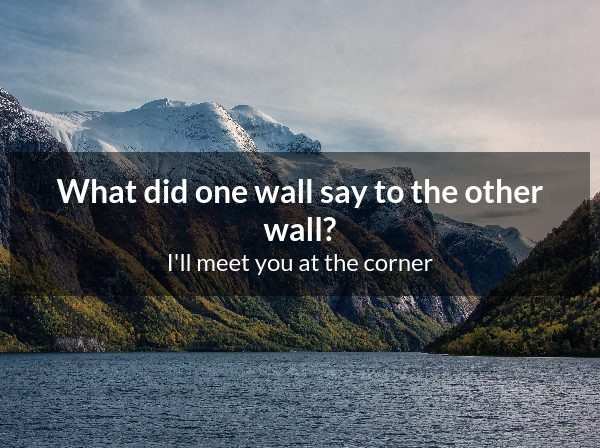 What did one wall say to the other
wall?
I'll meet you at the corner